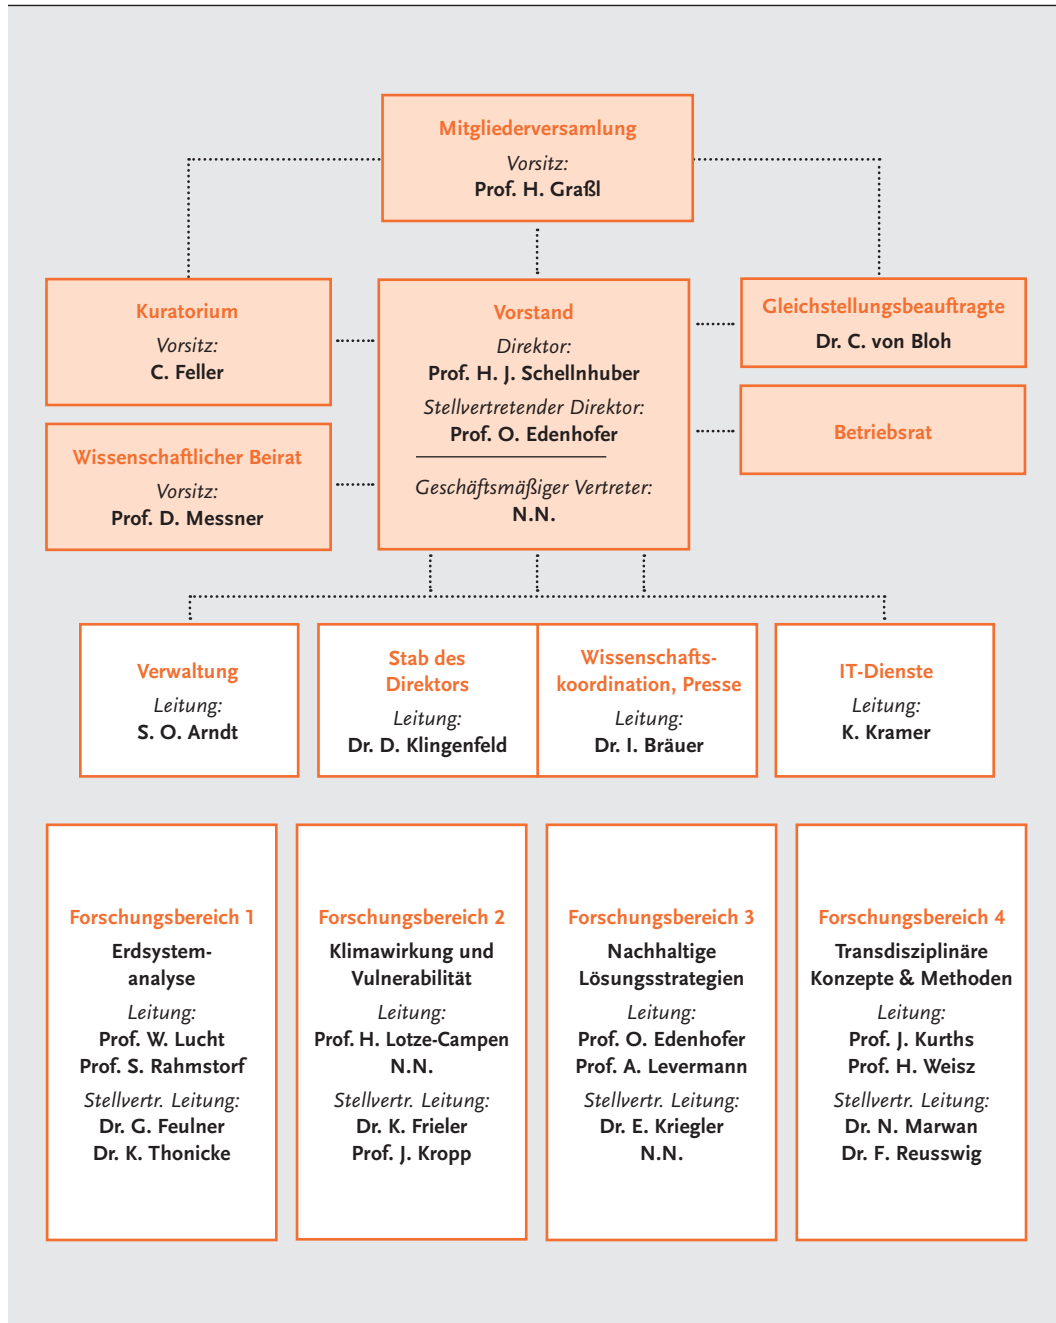 Mitgliederversamlung
Vorsitz:
Prof. H. Graßl
Kuratorium
Vorsitz:
C. Feller
Wissenschaftlicher Beirat
Vorsitz:
Prof. D. Messner
Vorstand
Direktor:
Prof. H. J. Schellnhuber
Stellvertretender Direktor:
Prof. O. Edenhofer
Geschäftsmäßiger Vertreter:
N.N.
Gleichstellungsbeauftragte
Dr. C. von Bloh
Betriebsrat
Verwaltung
Leitung:
S. O. Arndt
Stab des
Direktors
Leitung:
Dr. D. Klingenfeld
Wissenschafts-
koordination, Presse
Leitung:
Dr. I. Bräuer
IT-Dienste
Leitung:
K. Kramer
Forschungsbereich 1
Erdsystem-
analyse
Leitung:
Prof. W. Lucht
Prof. S. Rahmstorf
Stellvertr. Leitung:
Dr. G. Feulner
Dr. K. Thonicke
Forschungsbereich 2
Klimawirkung und
Vulnerabilität
Leitung:
Prof. H. Lotze-Campen
N.N.
Stellvertr. Leitung:
Dr. K. Frieler
Prof. J. Kropp
Forschungsbereich 3
Nachhaltige
Lösungsstrategien
Leitung:
Prof. O. Edenhofer
Prof. A. Levermann
Stellvertr. Leitung:
Dr. E. Kriegler
N.N.
Forschungsbereich 4
Transdisziplinäre
Konzepte & Methoden
Leitung:
Prof. J. Kurths
Prof. H. Weisz
Stellvertr. Leitung:
Dr. N. Marwan
Dr. F. Reusswig